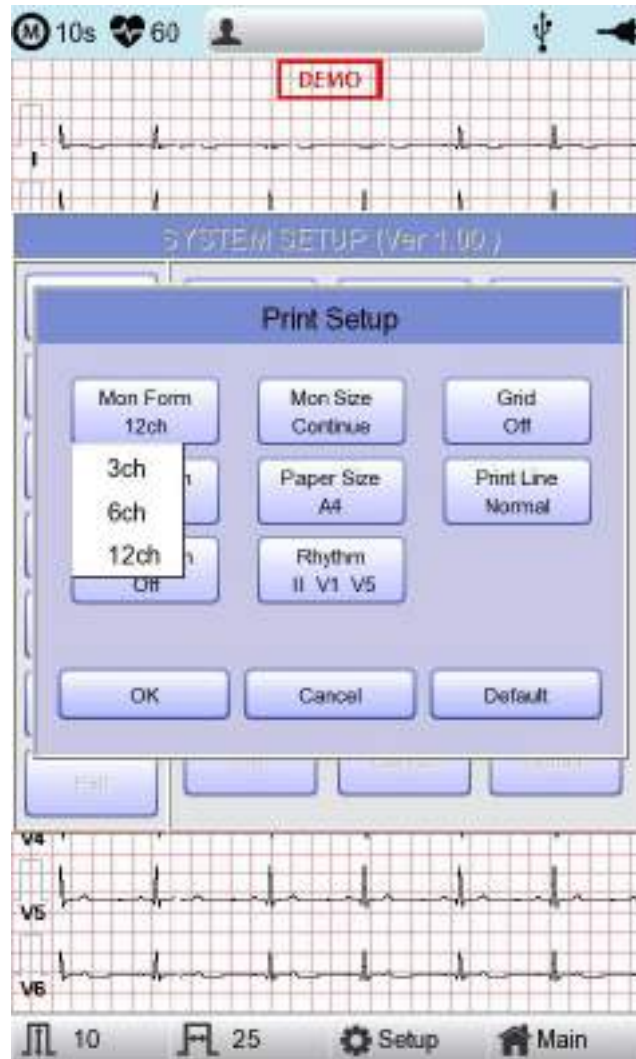 M 10s 60
DEMO
I
SYSTEM SETUP (Ver 1.00 )
Print Setup
Mon Form
12ch
Mon Size
Continue
Grid
Off
3ch
6ch
12ch
Paper Size
A4
Print Line
Normal
Off
Rhythm
II V1 V5
OK
Cancel
Default
Exit
V4
V5
V6
10
25
Setup
Main